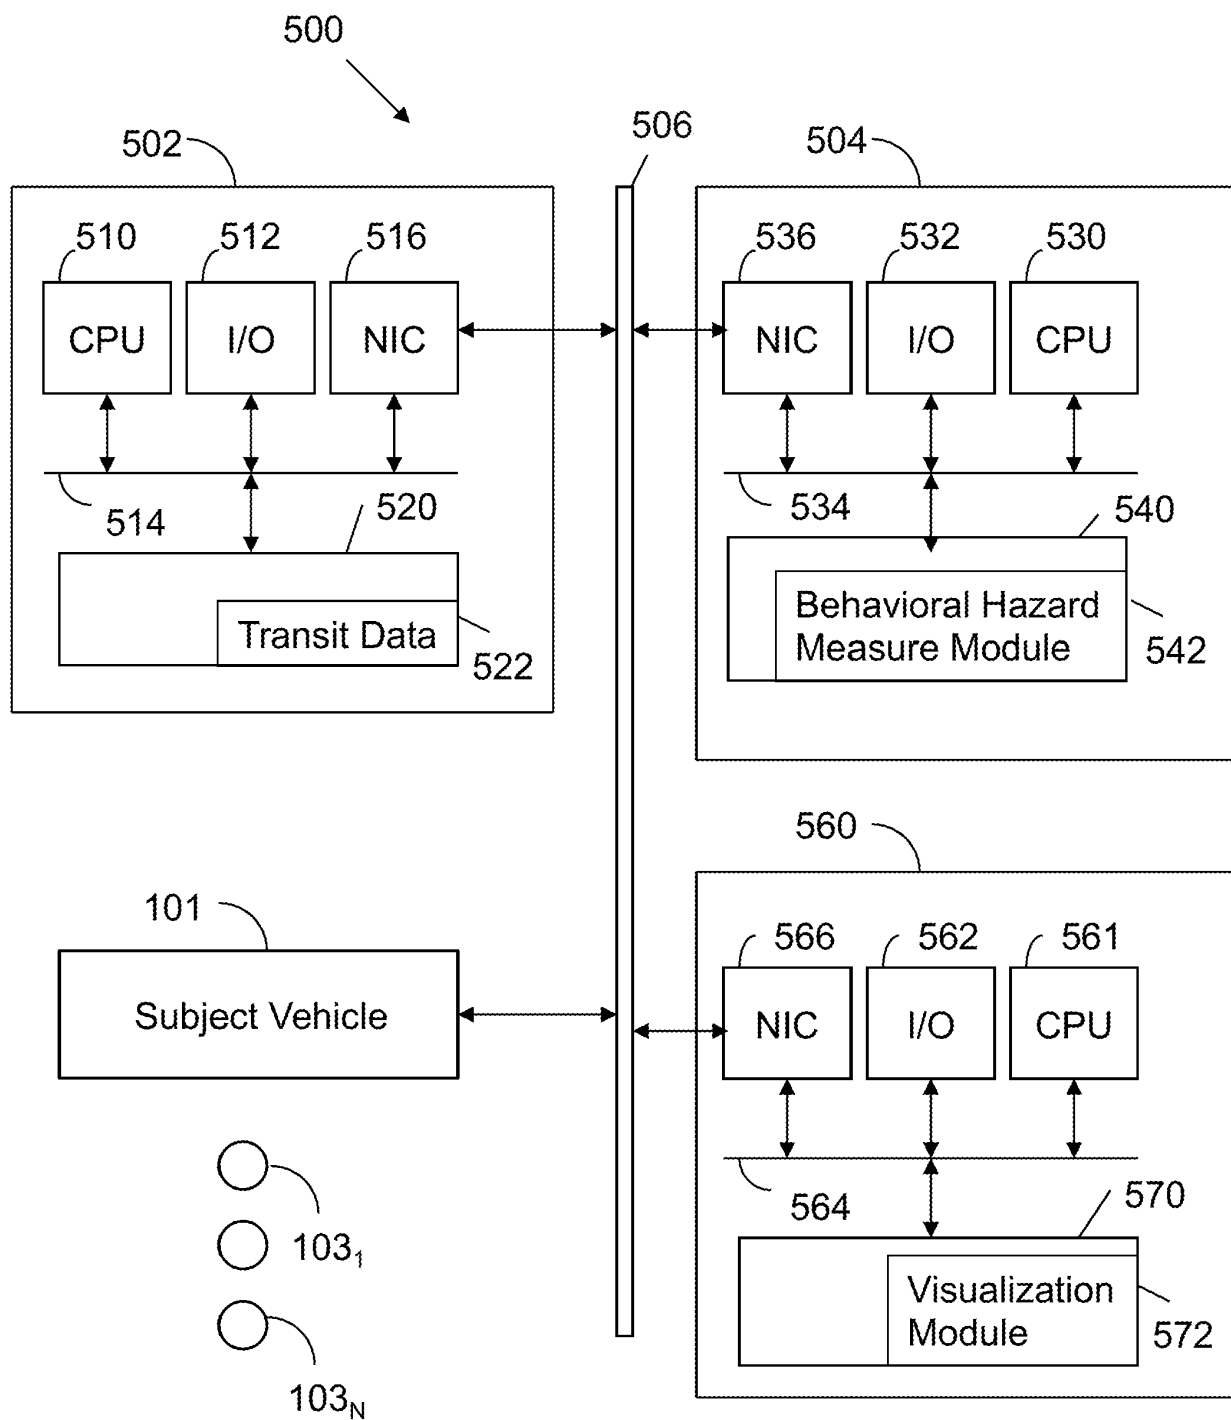 500
502
506
504
510
512
516
536
532
530
CPU
I/O
NIC
NIC
I/O
CPU
514
520
534
540
Transit Data
522
Behavioral Hazard
Measure Module
542
560
101
566
562
561
Subject Vehicle
NIC
I/O
CPU
564
570
103₁
Visualization
Module
572
103_N